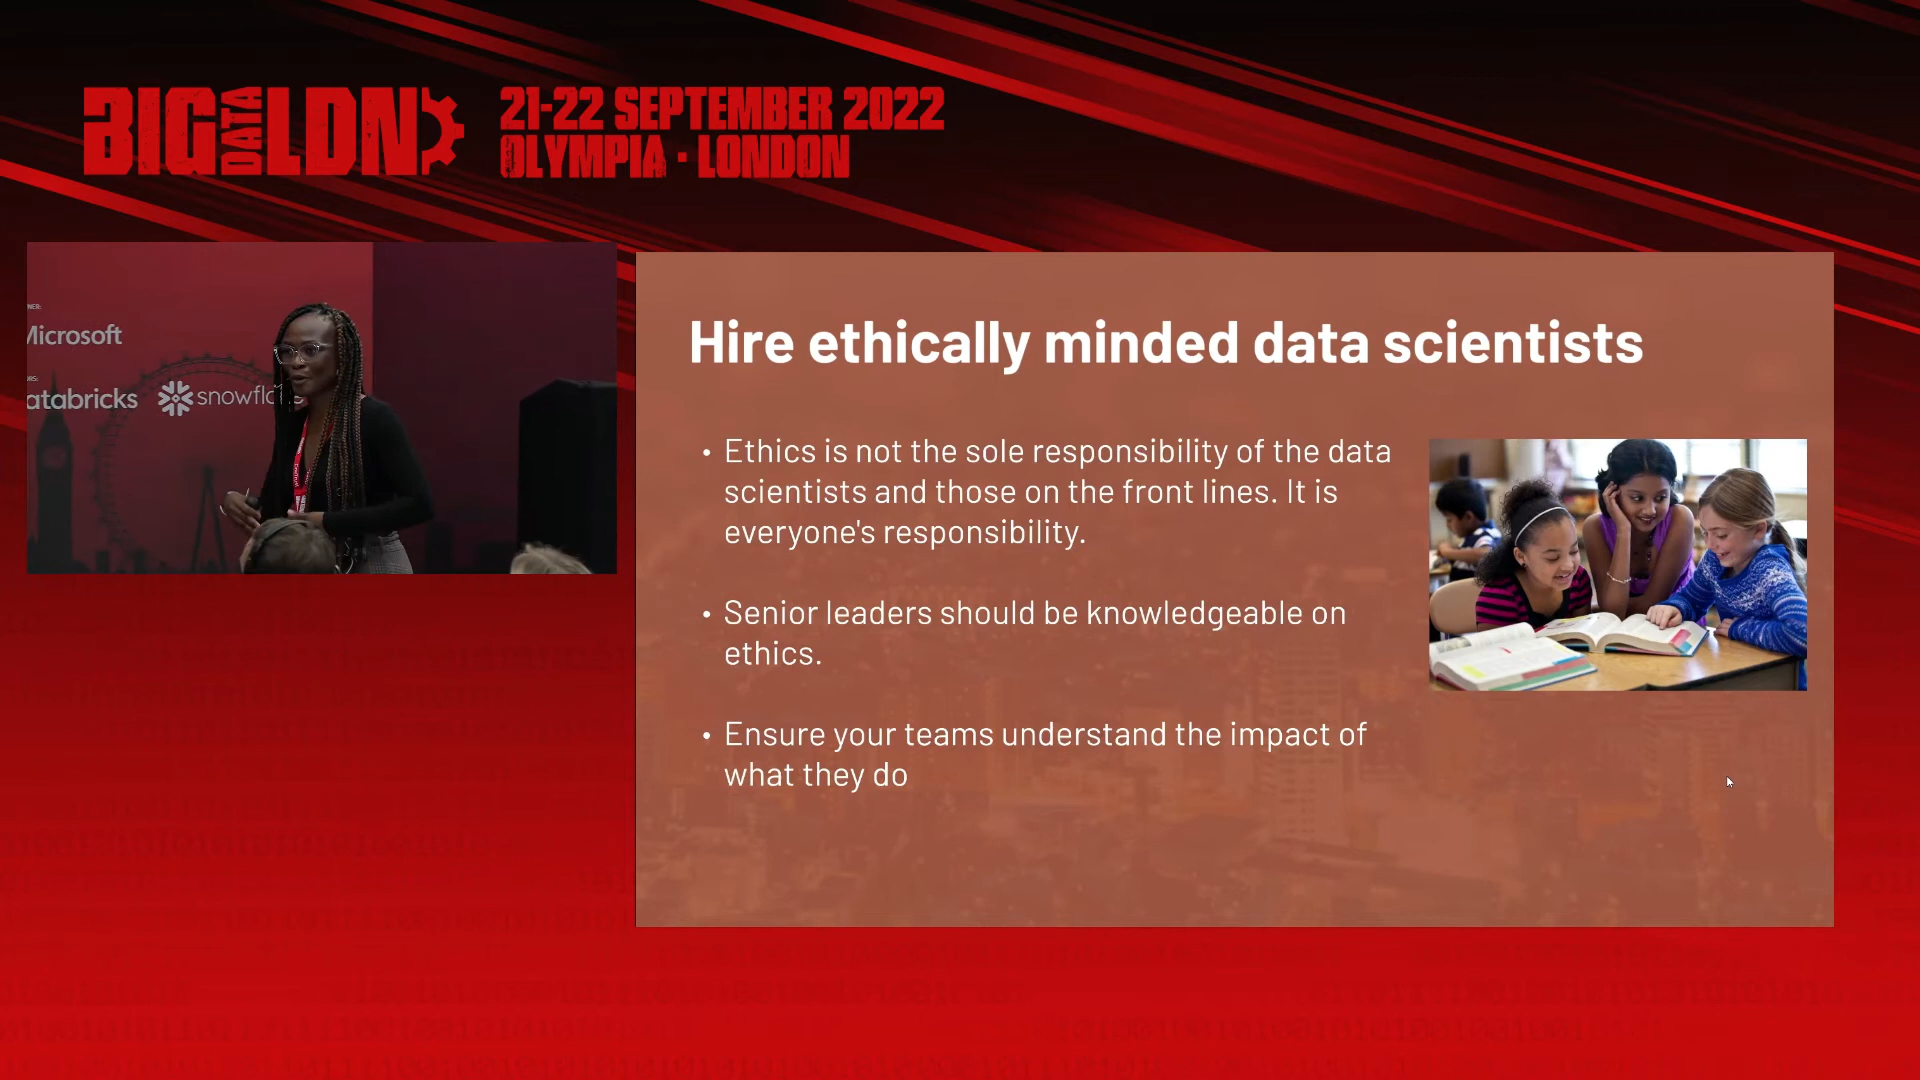 BIG DATA LDN
21-22 SEPTEMBER 2022
OLYMPIA · LONDON
Microsoft
databricks
snowflake
Hire ethically minded data scientists
• Ethics is not the sole responsibility of the data
scientists and those on the front lines. It is
everyone's responsibility.
• Senior leaders should be knowledgeable on
ethics.
• Ensure your teams understand the impact of
what they do